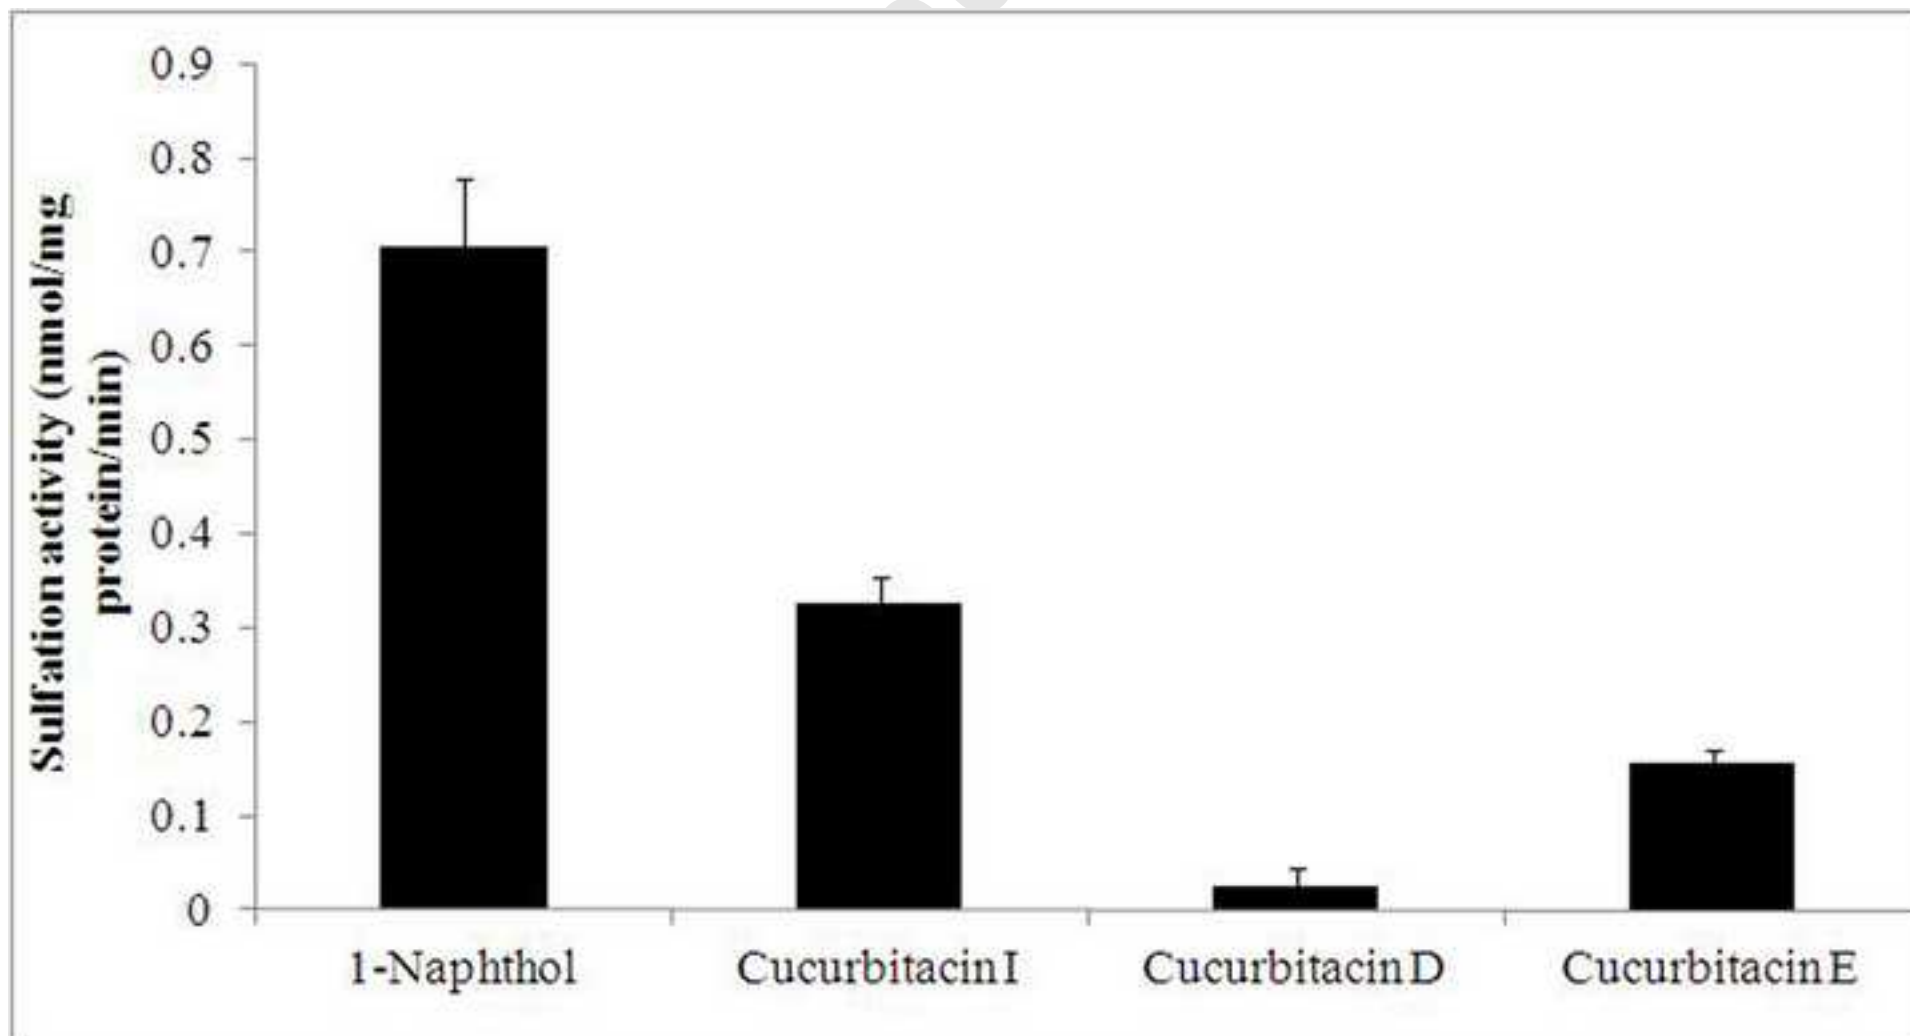 Sulfation activity (nmol/mg
protein/min)
0.9
0.8
0.7
0.6
0.5
0.4
0.3
0.2
0.1
0
1-Naphthol
Cucurbitacin I
Cucurbitacin D
Cucurbitacin E